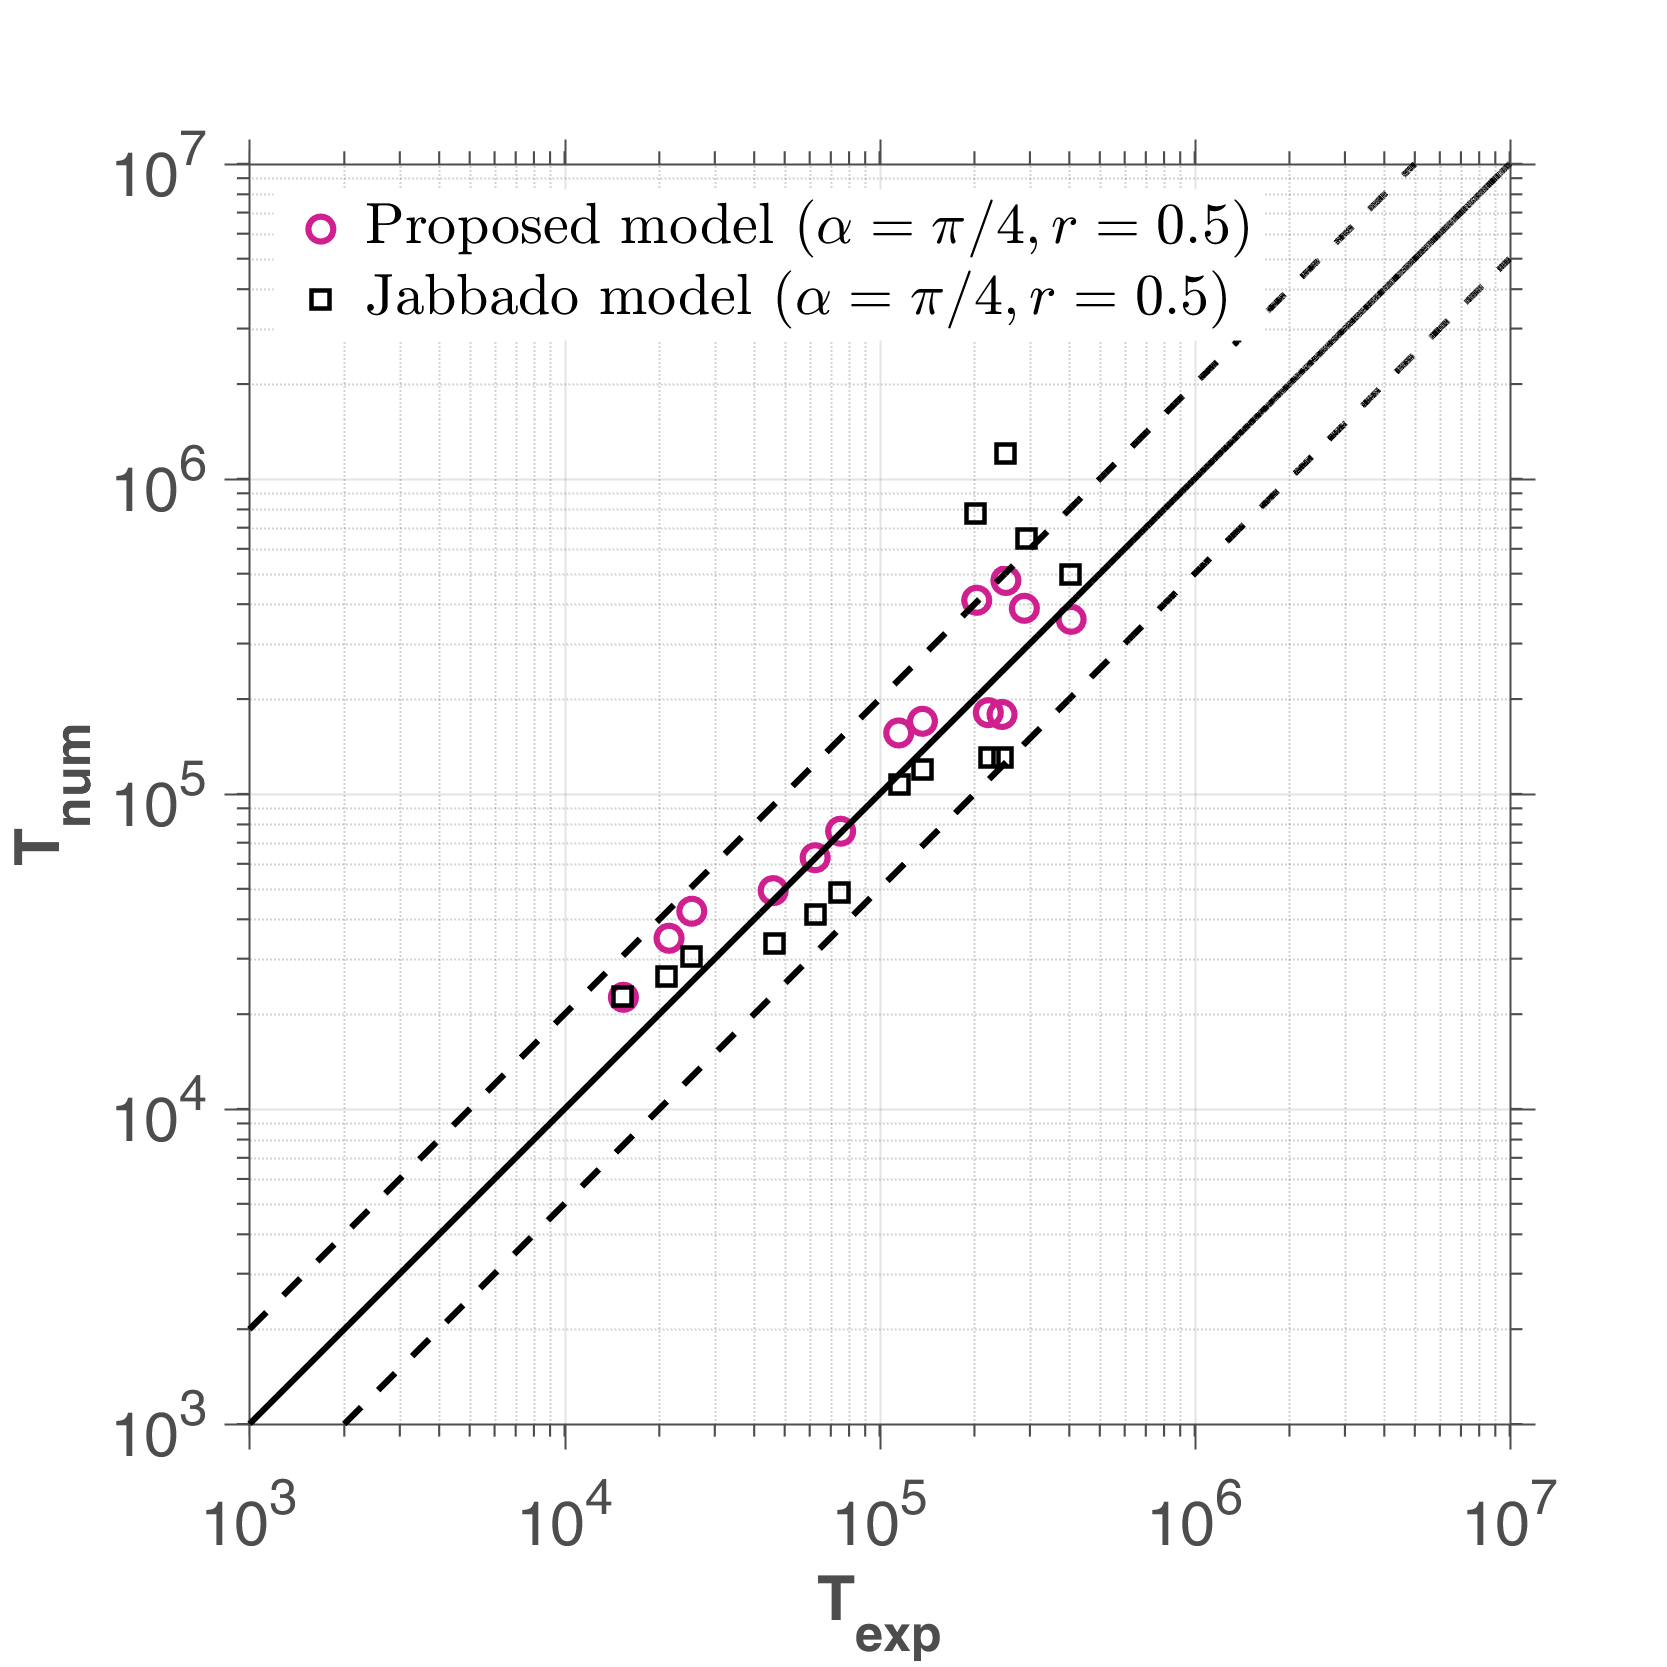 10^7
Proposed model (α = π/4, r = 0.5)
Jabbado model (α = π/4, r = 0.5)
10^6
T_num
10^5
10^4
10^3
10^3 10^4 10^5 10^6 10^7
T_exp